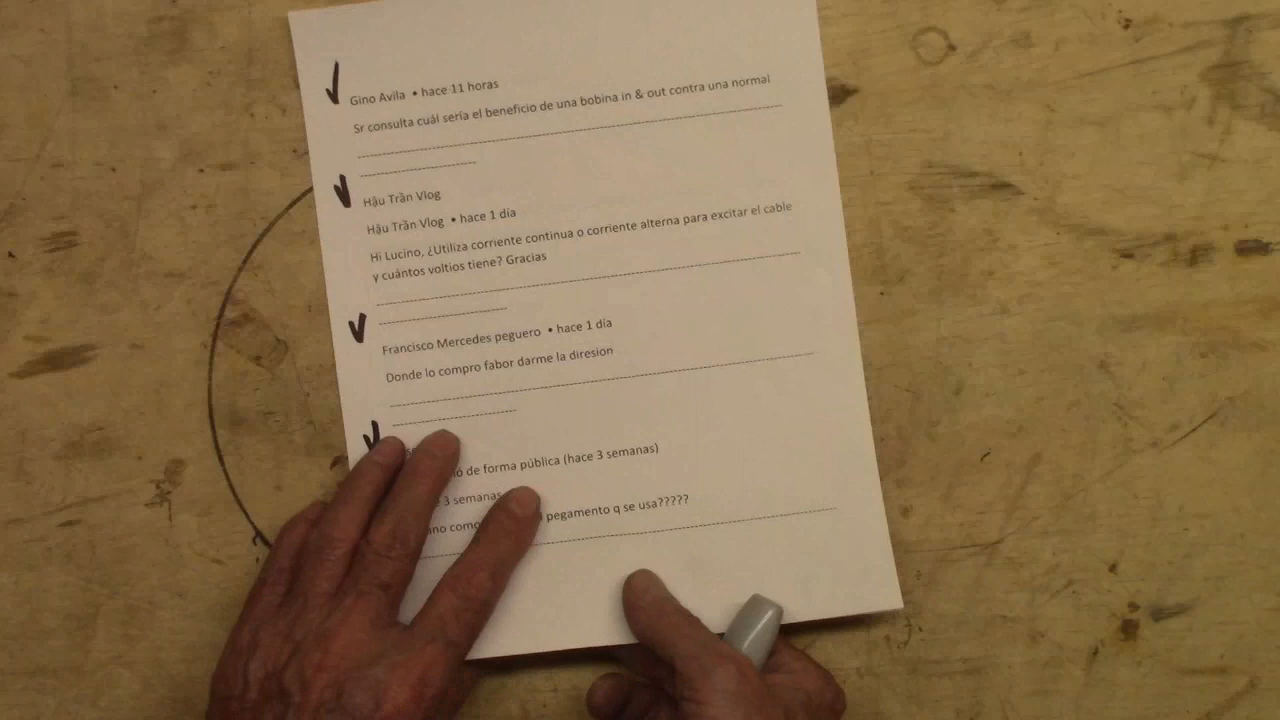 Gino Avila • hace 11 horas
Sr consulta cuál sería el beneficio de una bobina in & out contra una normal
Hậu Trần Vlog
Hậu Trần Vlog • hace 1 día
Hi Lucino, ¿Utiliza corriente continua o corriente alterna para excitar el cable
y cuántos voltios tiene? Gracias
Francisco Mercedes peguero • hace 1 día
Donde lo compro fabor darme la diresion
de forma pública (hace 3 semanas)
3 semanas
como pegamento q se usa?????